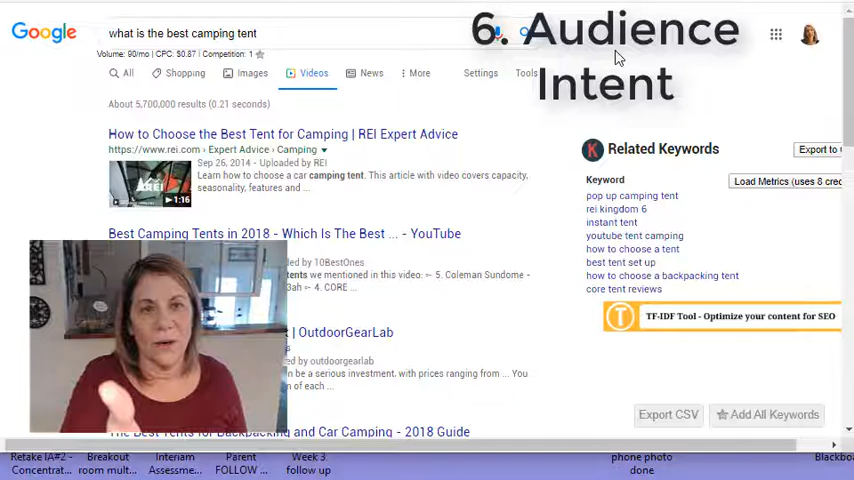 6. Audience
Intent
Google
what is the best camping tent
Volume: 90/mo | CPC: $0.87 | Competition: 1
All
Shopping
Images
Videos
News
More
Settings
Tools
About 5,700,000 results (0.21 seconds)
How to Choose the Best Tent for Camping | REI Expert Advice
https://www.rei.com › Expert Advice › Camping
Sep 26, 2014 - Uploaded by REI
Learn how to choose a car camping tent. This article with video covers capacity,
seasonality, features and ...
REI
1:16
Best Camping Tents in 2018 - Which Is The Best ... - YouTube
ded by 10BestOnes
tents we mentioned in this video: ➳ 5. Coleman Sundome -
3ah ➳ 4. CORE ...
| OutdoorGearLab
ed by outdoorgearlab
n be a serious investment, with prices ranging from ... You
n of each ...
The Best Tents for Backpacking and Car Camping - 2018 Guide
K
Related Keywords
Export to
Keyword
Load Metrics (uses 8 cred
pop up camping tent
rei kingdom 6
instant tent
youtube tent camping
how to choose a tent
best tent set up
how to choose a backpacking tent
core tent reviews
T
TF-IDF Tool - Optimize your content for SEO
Export CSV
Add All Keywords
Retake IA#2 -
Concentrat...
Breakout
room mult...
Interiam
Assessme...
Parent
FOLLOW ...
Week 3
follow up
phone photo
done
Blackboa